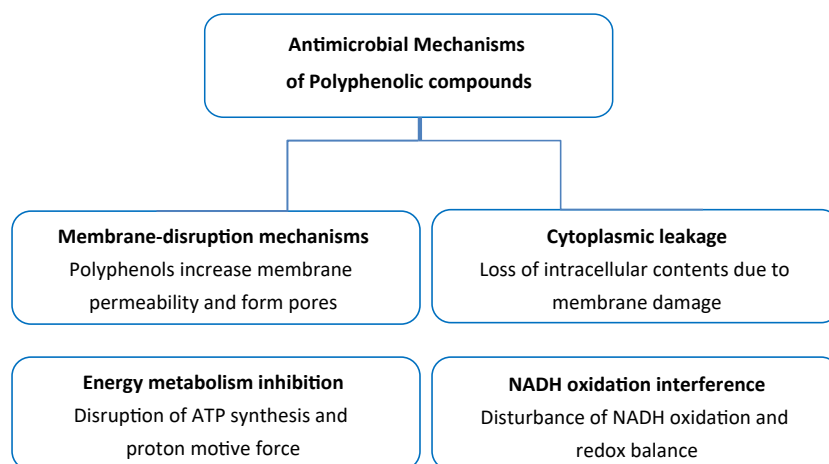 Antimicrobial Mechanisms
of Polyphenolic compounds
Membrane-disruption mechanisms
Polyphenols increase membrane
permeability and form pores
Cytoplasmic leakage
Loss of intracellular contents due to
membrane damage
Energy metabolism inhibition
Disruption of ATP synthesis and
proton motive force
NADH oxidation interference
Disturbance of NADH oxidation and
redox balance